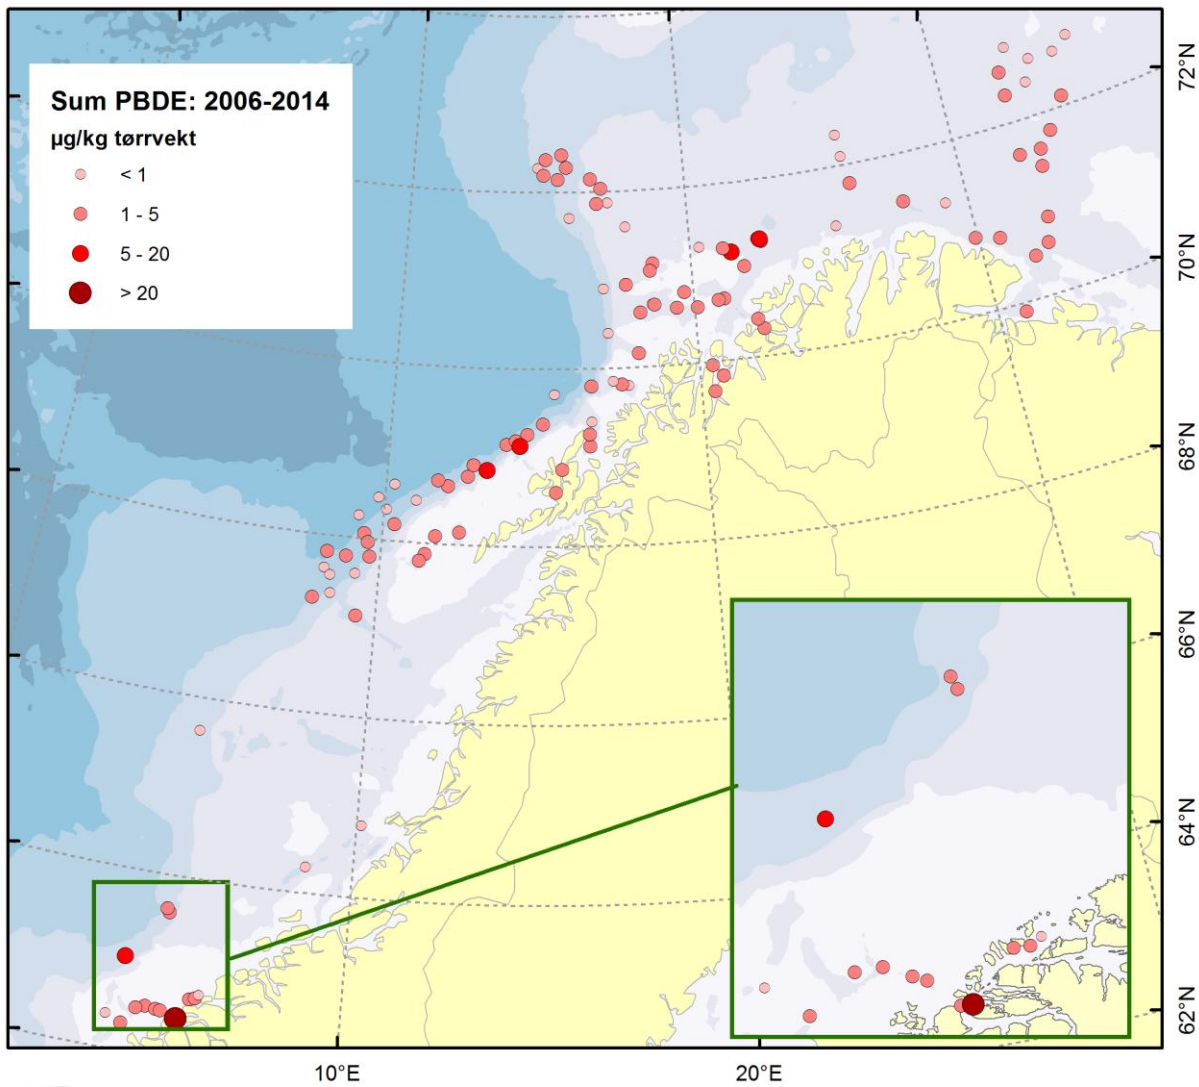 Sum PBDE: 2006-2014
µg/kg tørrvekt
< 1
1 - 5
5 - 20
> 20
72°N
70°N
68°N
66°N
64°N
62°N
10°E
20°E